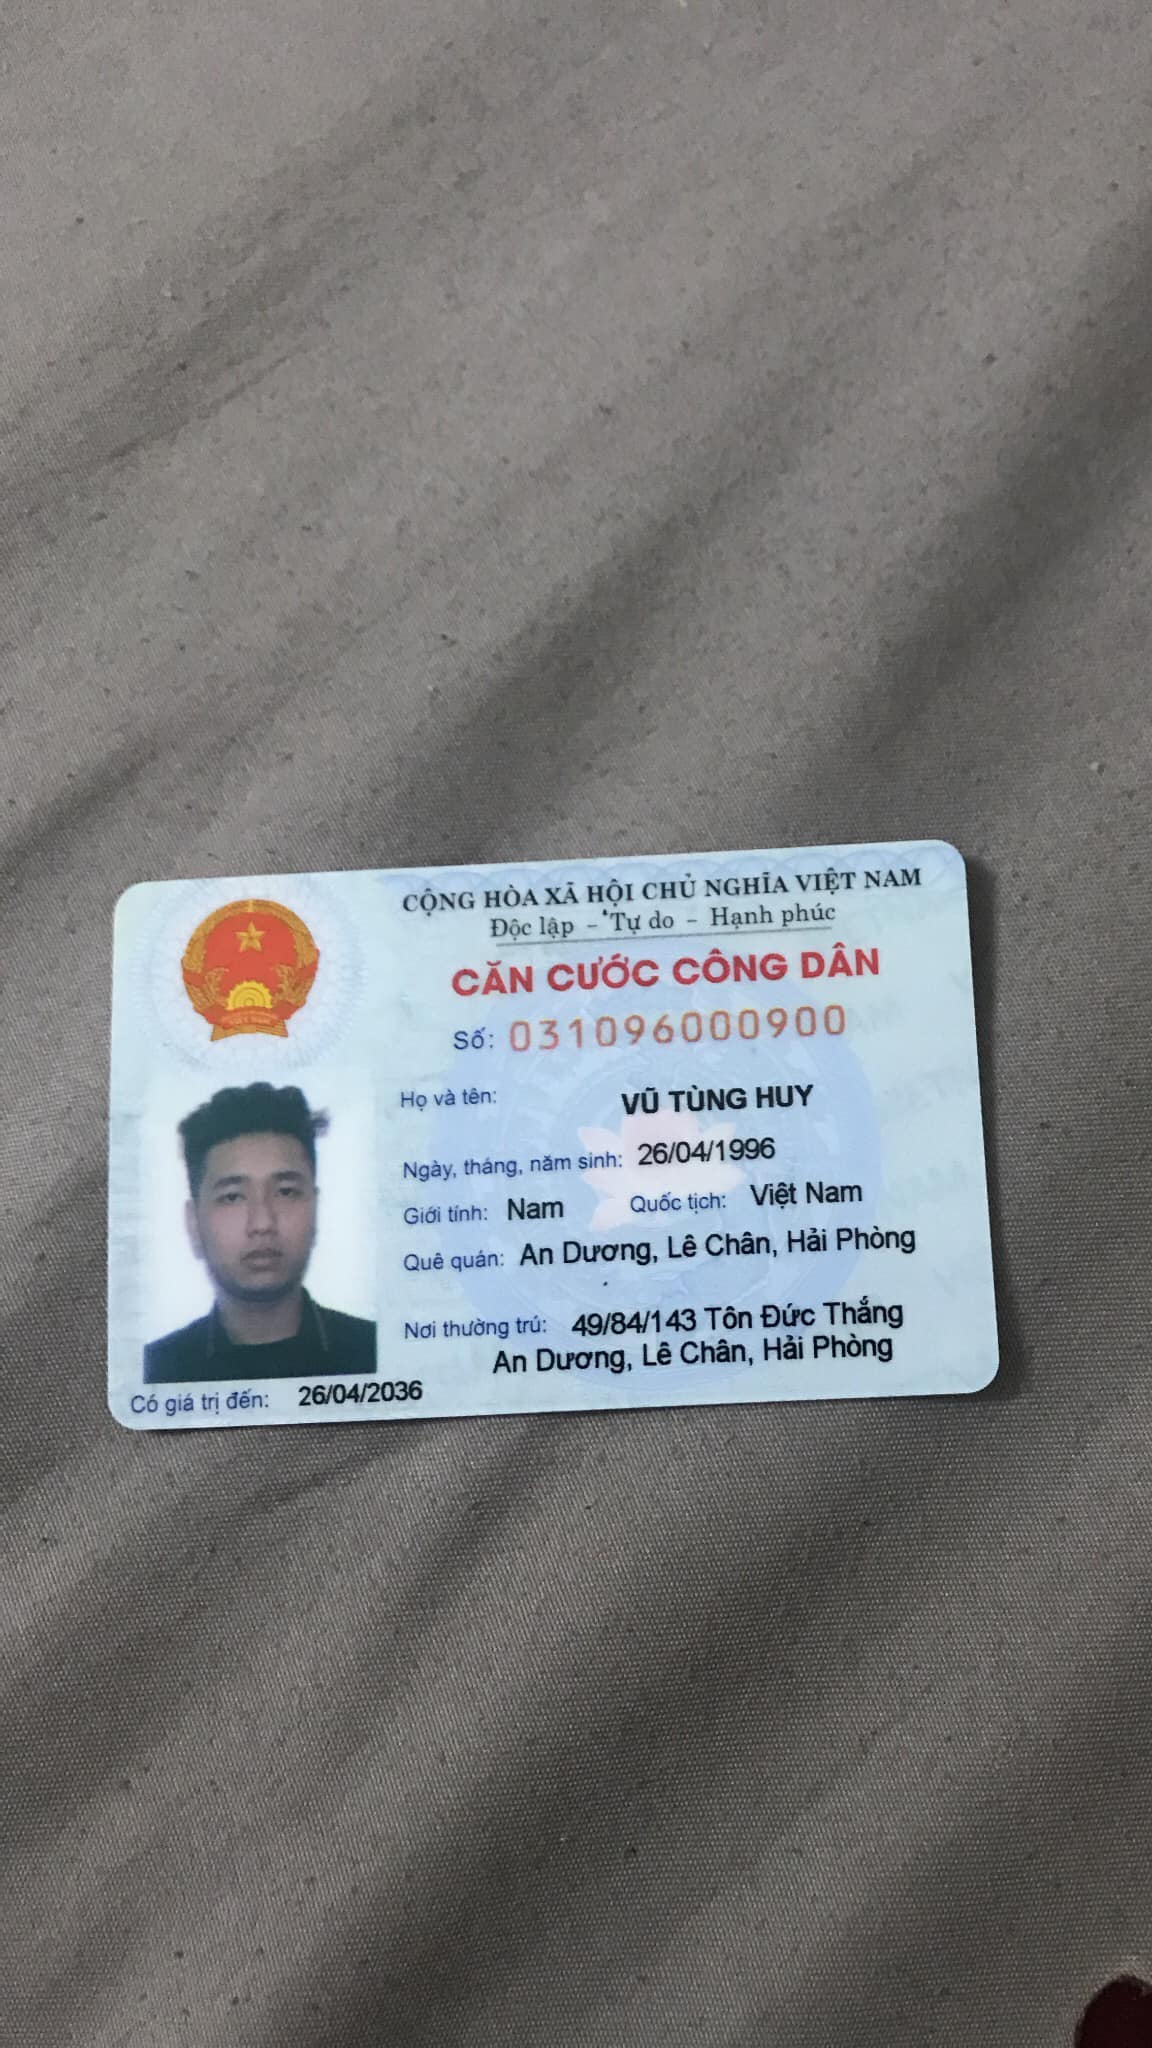 CỘNG HÒA XÃ HỘI CHỦ NGHĨA VIỆT NAM
Độc lập - Tự do - Hạnh phúc
CĂN CƯỚC CÔNG DÂN
Số: 031096000900
Họ và tên: VŨ TÙNG HUY
Ngày, tháng, năm sinh: 26/04/1996
Giới tính: Nam Quốc tịch: Việt Nam
Quê quán: An Dương, Lê Chân, Hải Phòng
Nơi thường trú: 49/84/143 Tôn Đức Thắng
An Dương, Lê Chân, Hải Phòng
Có giá trị đến: 26/04/2036